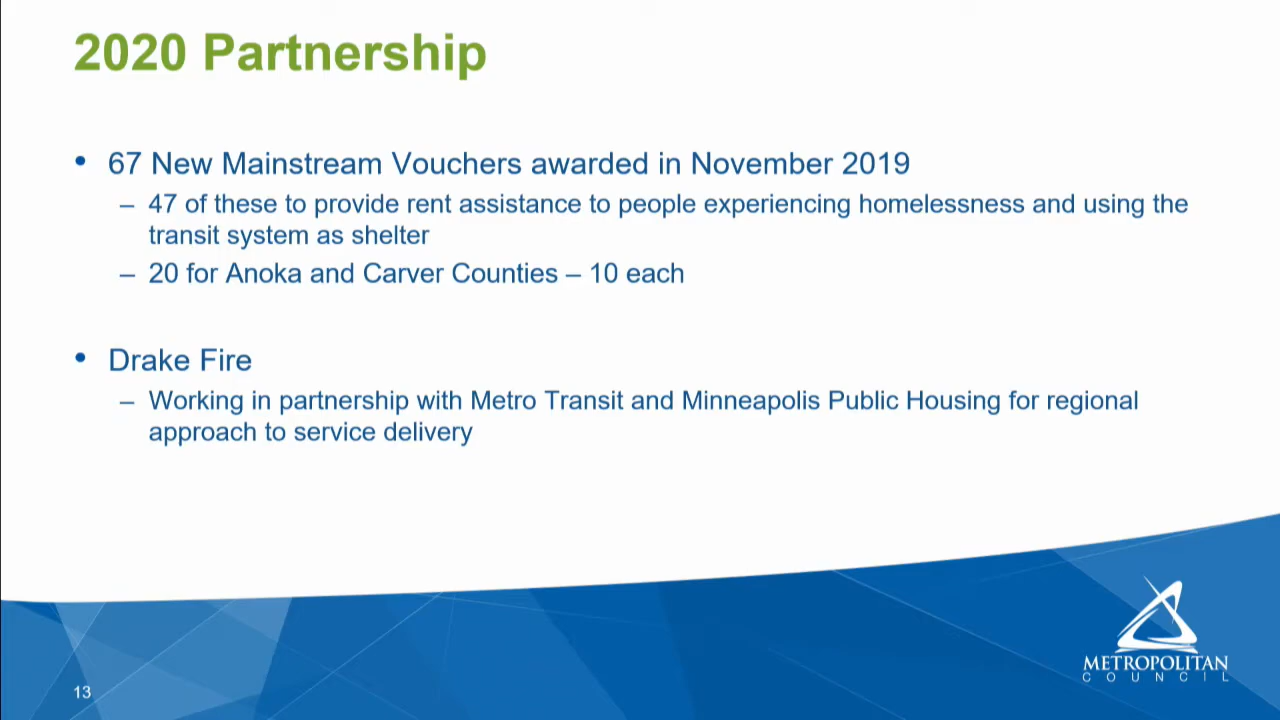 2020 Partnership
• 67 New Mainstream Vouchers awarded in November 2019
– 47 of these to provide rent assistance to people experiencing homelessness and using the
transit system as shelter
– 20 for Anoka and Carver Counties – 10 each
• Drake Fire
– Working in partnership with Metro Transit and Minneapolis Public Housing for regional
approach to service delivery
METROPOLITAN
COUNCIL
13